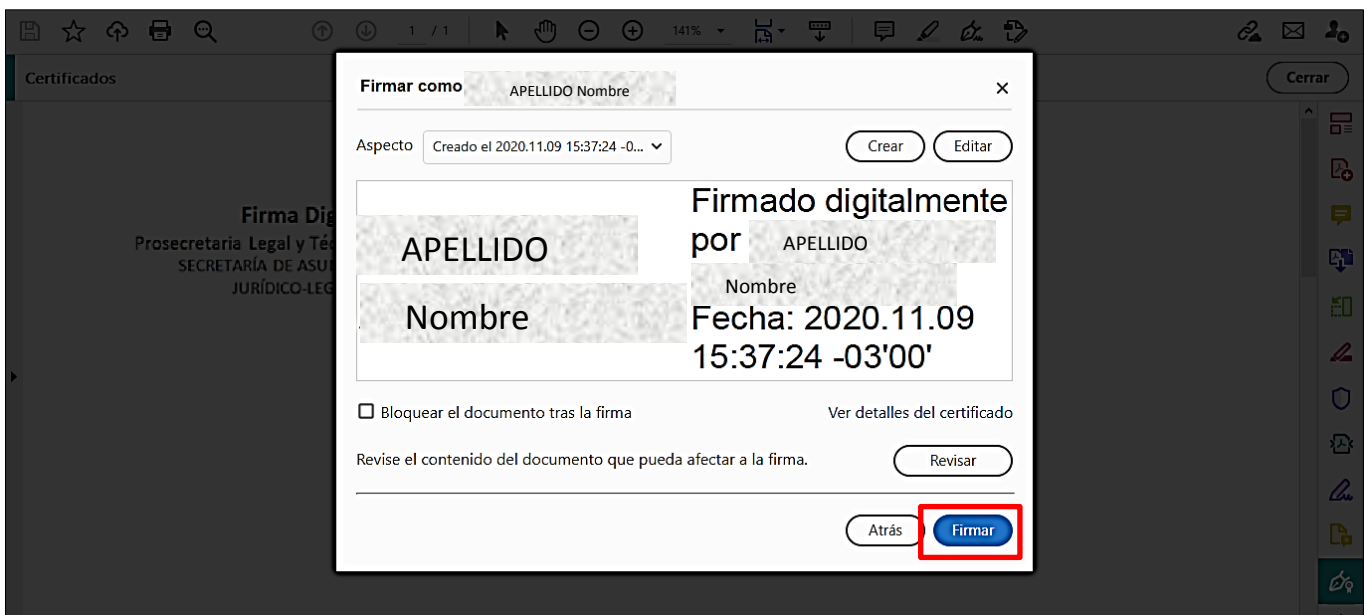 1 / 1
141%
Certificados
Cerrar
Firma Dig
Prosecretaria Legal y Téc
SECRETARÍA DE ASUN
JURÍDICO-LEG
Firmar como APELLIDO Nombre
Aspecto Creado el 2020.11.09 15:37:24 -0... Crear Editar
APELLIDO
Nombre
Firmado digitalmente
por APELLIDO
Nombre
Fecha: 2020.11.09
15:37:24 -03'00'
Bloquear el documento tras la firma Ver detalles del certificado
Revise el contenido del documento que pueda afectar a la firma. Revisar
Atrás Firmar